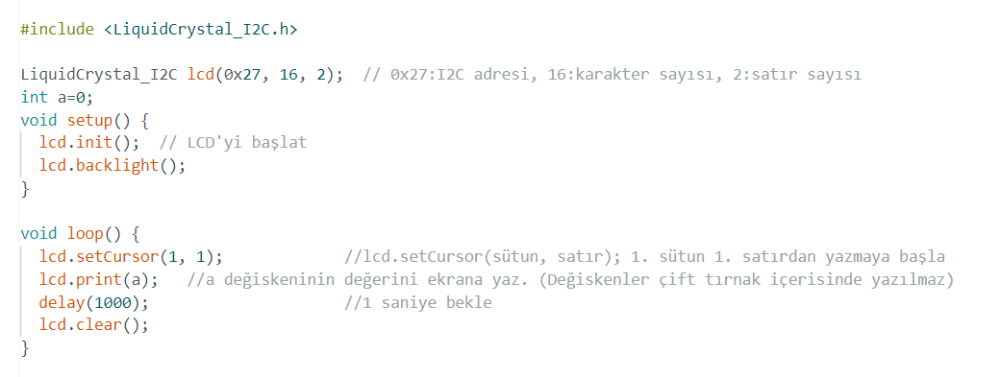 #include <LiquidCrystal_I2C.h>
LiquidCrystal_I2C lcd(0x27, 16, 2);  // 0x27:I2C adresi, 16:karakter sayısı, 2:satır sayısı
int a=0;
void setup() {
  lcd.init();  // LCD'yi başlat
  lcd.backlight();
}
void loop() {
  lcd.setCursor(1, 1);             //lcd.setCursor(sütun, satır); 1. sütun 1. satırdan yazmaya başla
  lcd.print(a);   //a değiskeninin değerini ekrana yaz. (Değiskenler çift tırnak içerisinde yazılmaz)
  delay(1000);                     //1 saniye bekle
  lcd.clear();
}